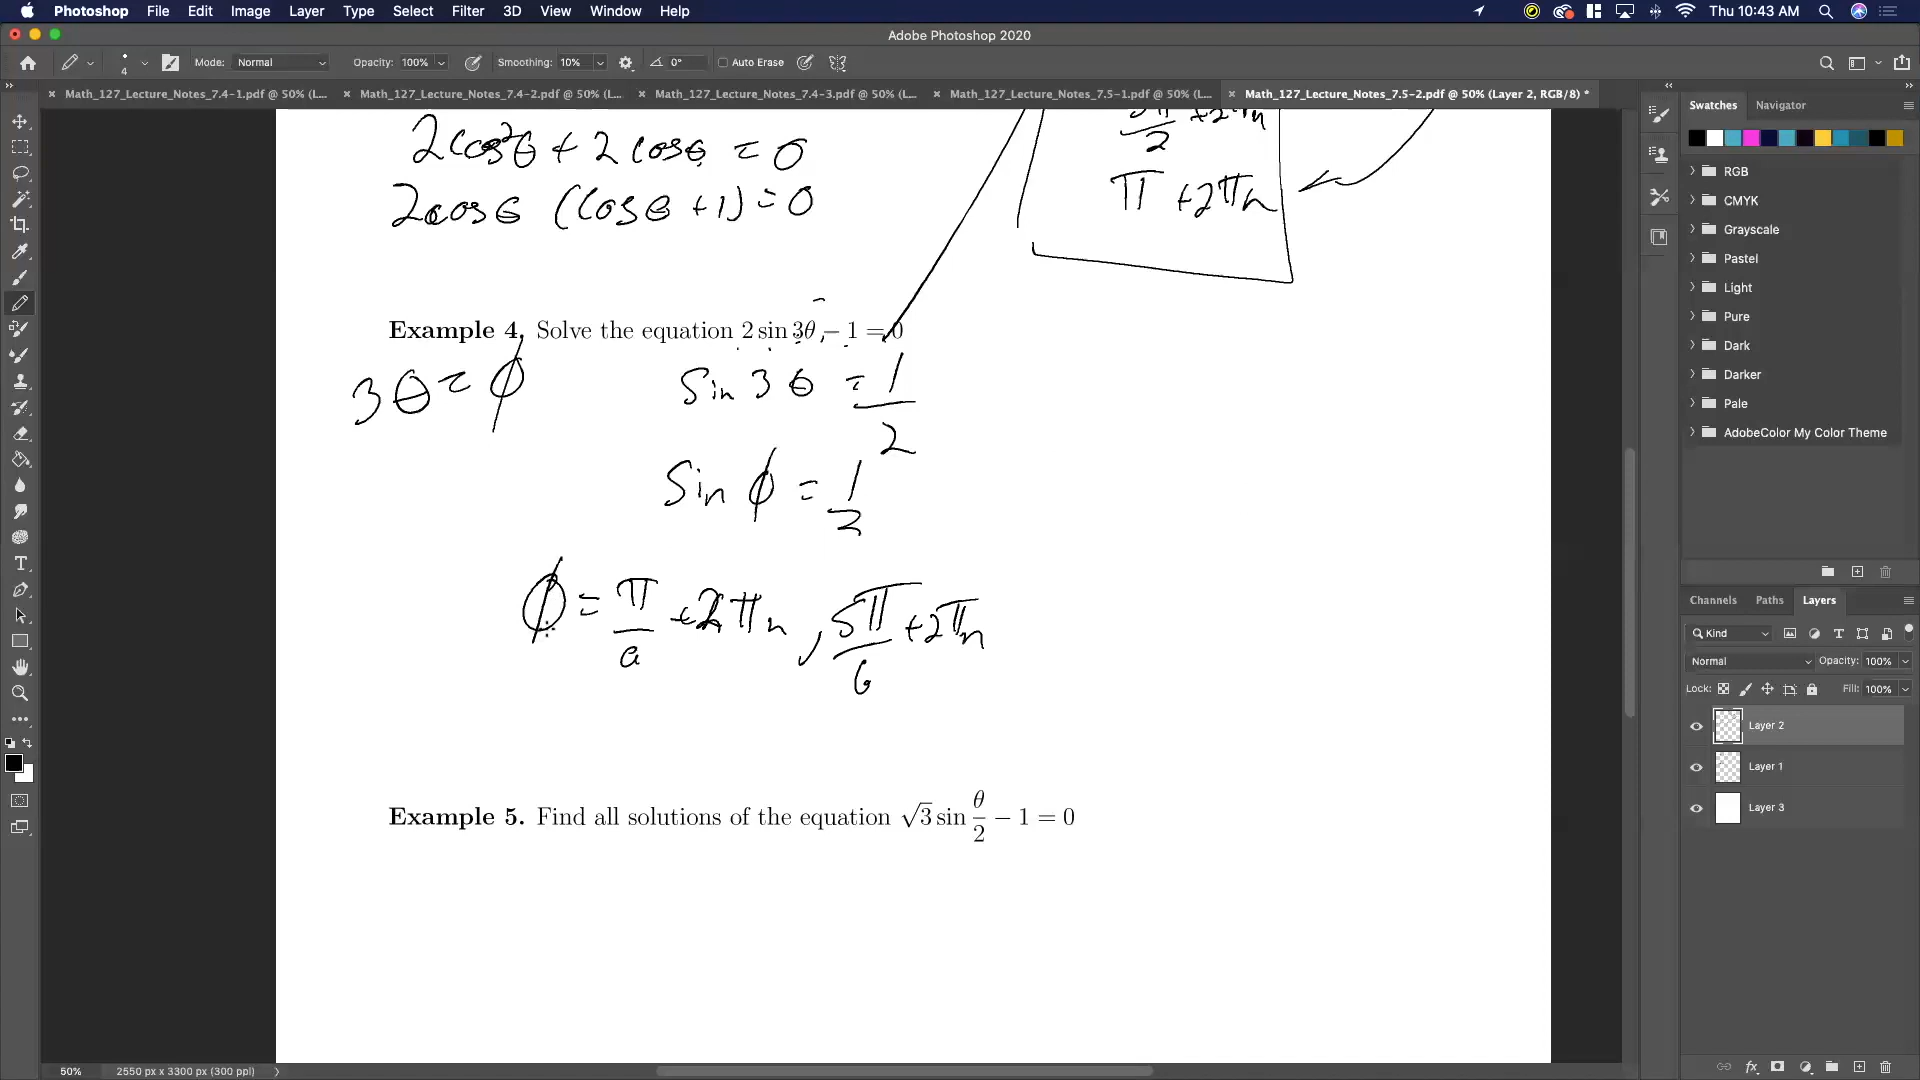 Photoshop File Edit Image Layer Type Select Filter 3D View Window Help Thu 10:43 AM
Adobe Photoshop 2020
4 Mode: Normal Opacity: 100% Smoothing: 10% 0° Auto Erase
Math_127_Lecture_Notes_7.4-1.pdf @ 50% (L... Math_127_Lecture_Notes_7.4-2.pdf @ 50% (L... Math_127_Lecture_Notes_7.4-3.pdf @ 50% (L... Math_127_Lecture_Notes_7.5-1.pdf @ 50% (L... Math_127_Lecture_Notes_7.5-2.pdf @ 50% (Layer 2, RGB/8) *
2cos²θ + 2cosθ = 0
2cosθ (cosθ + 1) = 0
π + 2πn
Example 4. Solve the equation 2 sin 3θ − 1 = 0
3θ = ϕ
Sin 3θ = 1/2
Sin ϕ = 1/2
ϕ = π/6 + 2πn, 5π/6 + 2πn
Example 5. Find all solutions of the equation √3 sin θ/2 − 1 = 0
Swatches Navigator
RGB
CMYK
Grayscale
Pastel
Light
Pure
Dark
Darker
Pale
AdobeColor My Color Theme
Channels Paths Layers
Kind
Normal Opacity: 100%
Lock: Fill: 100%
Layer 2
Layer 1
Layer 3
50% 2550 px x 3300 px (300 ppi)